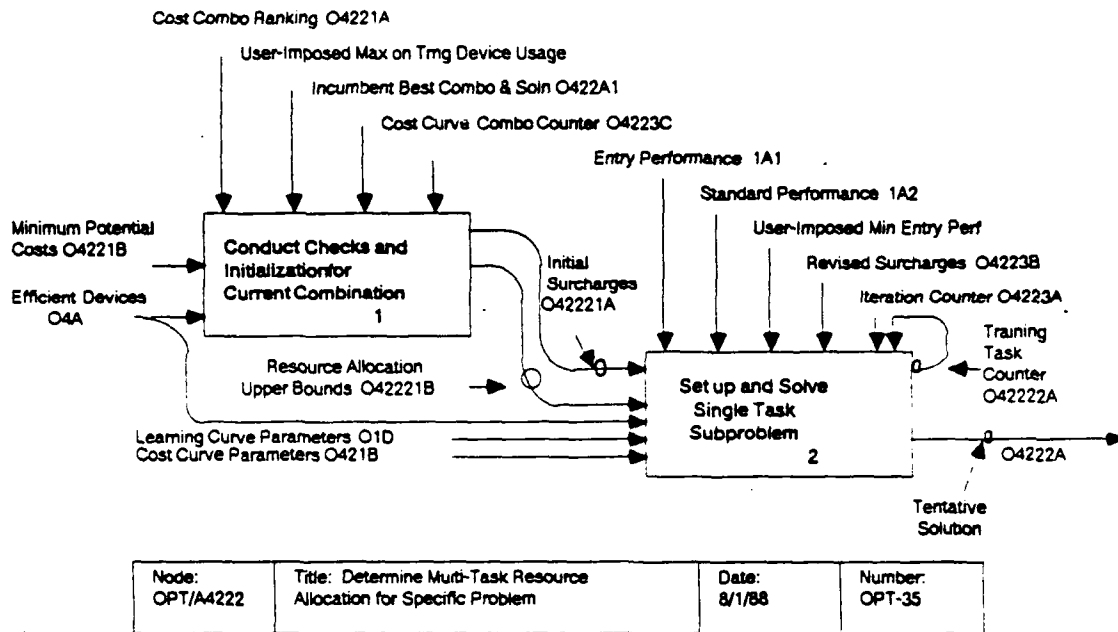 Cost Combo Ranking O4221A
User-Imposed Max on Trng Device Usage
Incumbent Best Combo & Soln O422A1
Cost Curve Combo Counter O4223C
Entry Performance 1A1
Standard Performance 1A2
User-Imposed Min Entry Perf
Revised Surcharges O4223B
Iteration Counter O4223A
Minimum Potential
Costs O4221B
Efficient Devices
O4A
Conduct Checks and
Initializationfor
Current Combination
1
Initial
Surcharges
O42221A
Training
Task
Counter
O42222A
Resource Allocation
Upper Bounds O42221B
Set up and Solve
Single Task
Subproblem
2
Learning Curve Parameters O1D
Cost Curve Parameters O421B
O4222A
Tentative
Solution
Node:
OPT/A4222
Title: Determine Multi-Task Resource
Allocation for Specific Problem
Date:
8/1/88
Number:
OPT-35